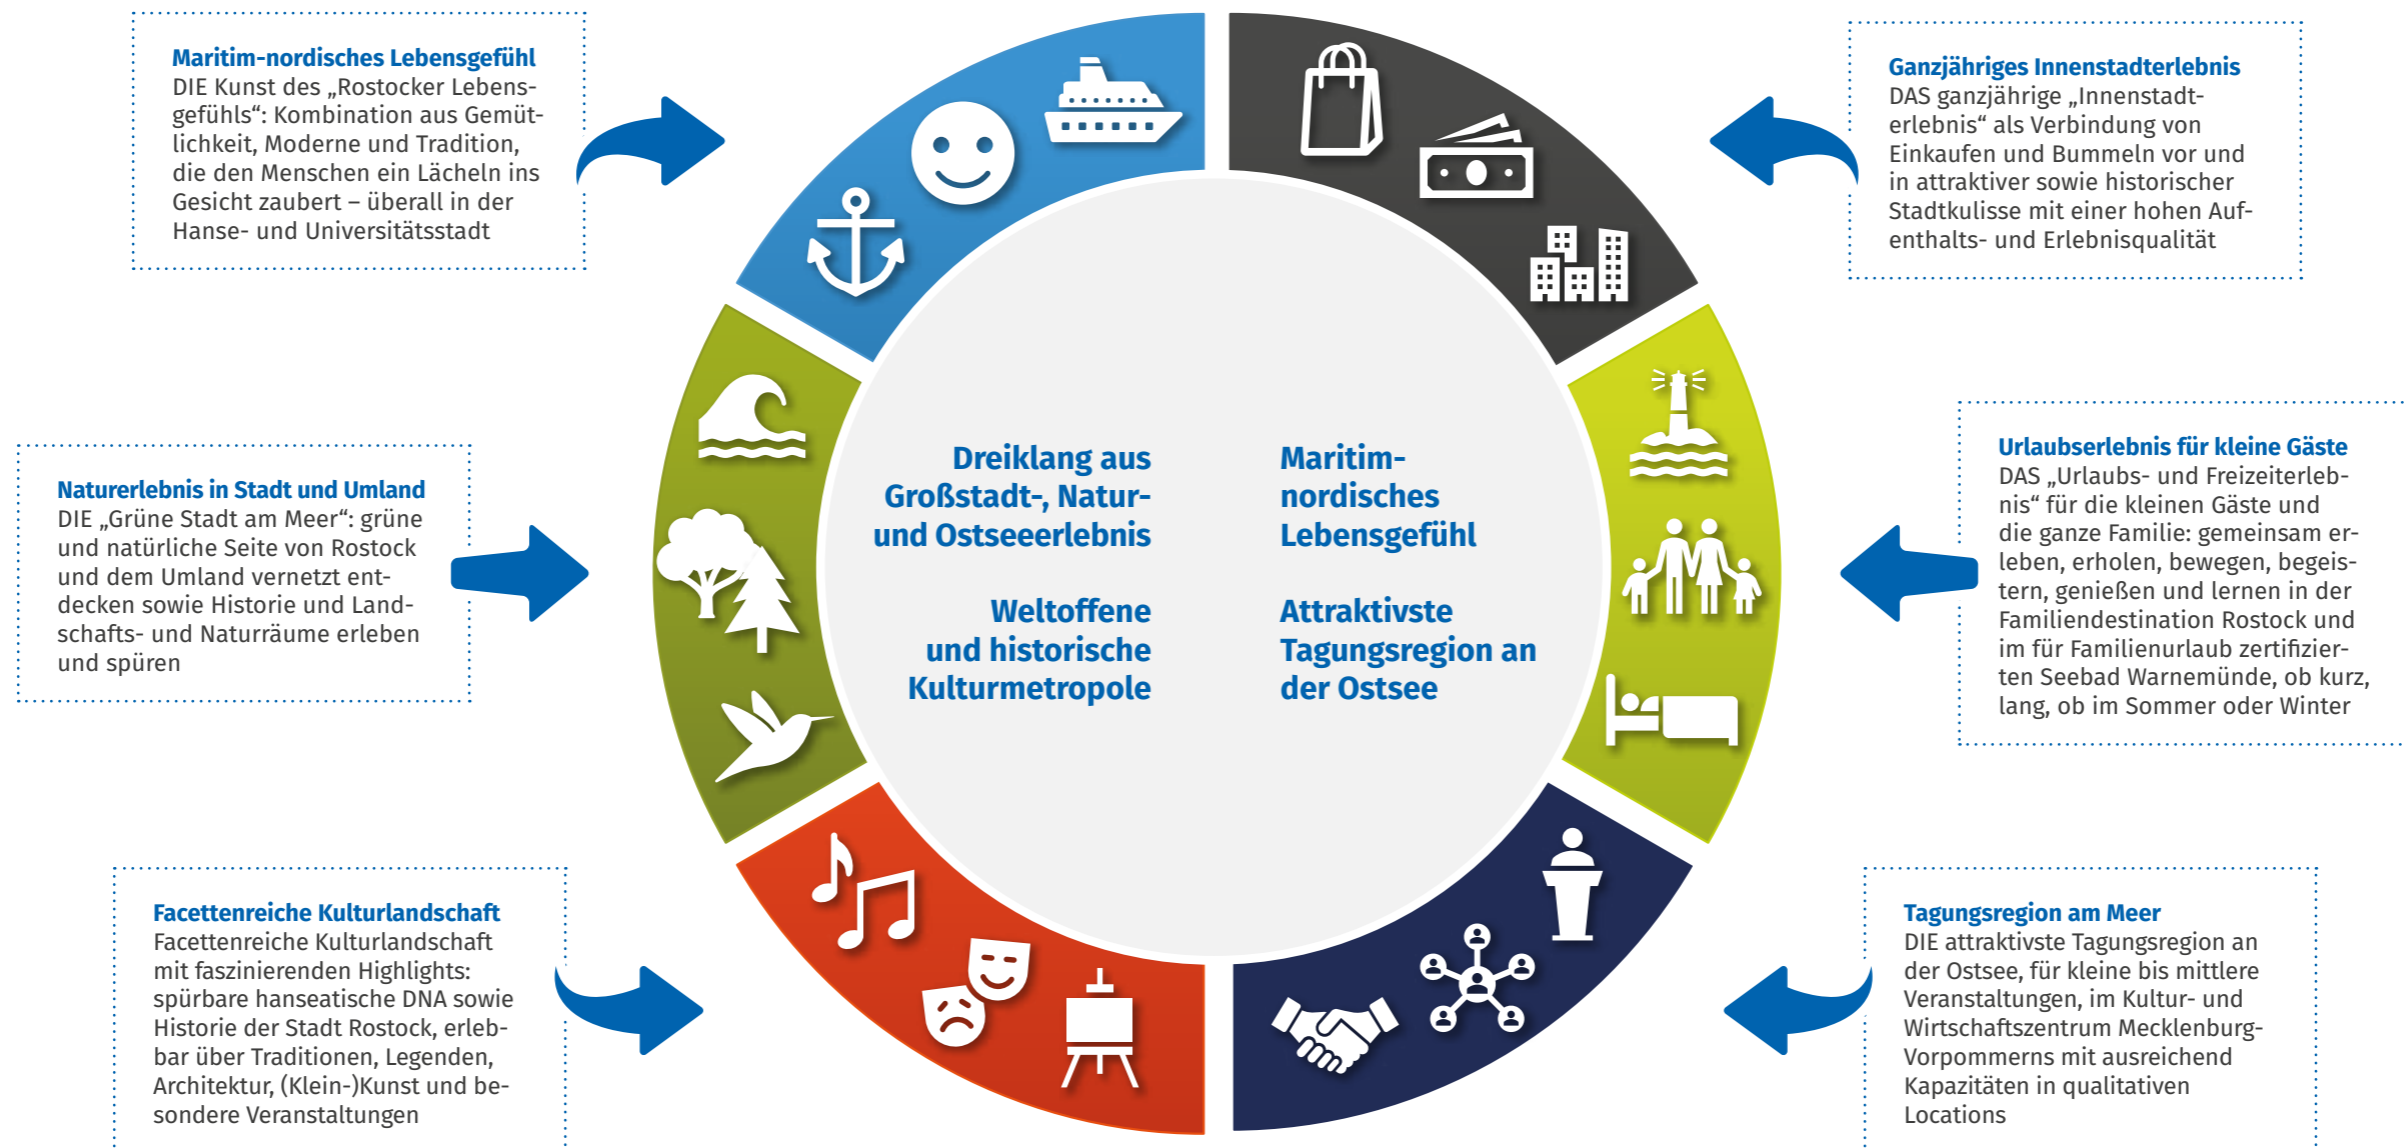 Maritim-nordisches Lebensgefühl
DIE Kunst des „Rostocker Lebens-
gefühls“: Kombination aus Gemüt-
lichkeit, Moderne und Tradition,
die den Menschen ein Lächeln ins
Gesicht zaubert – überall in der
Hanse- und Universitätsstadt
Ganzjähriges Innenstadterlebnis
DAS ganzjährige „Innenstadt-
erlebnis“ als Verbindung von
Einkaufen und Bummeln vor und
in attraktiver sowie historischer
Stadtkulisse mit einer hohen Auf-
enthalts- und Erlebnisqualität
Naturerlebnis in Stadt und Umland
DIE „Grüne Stadt am Meer“: grüne
und natürliche Seite von Rostock
und dem Umland vernetzt ent-
decken sowie Historie und Land-
schafts- und Naturräume erleben
und spüren
Dreiklang aus
Großstadt-, Natur-
und Ostseeerlebnis
Maritim-
nordisches
Lebensgefühl
Weltoffene
und historische
Kulturmetropole
Attraktivste
Tagungsregion an
der Ostsee
Urlaubserlebnis für kleine Gäste
DAS „Urlaubs- und Freizeiterleb-
nis“ für die kleinen Gäste und
die ganze Familie: gemeinsam er-
leben, erholen, bewegen, begeis-
tern, genießen und lernen in der
Familiendestination Rostock und
im für Familienurlaub zertifizier-
ten Seebad Warnemünde, ob kurz,
lang, ob im Sommer oder Winter
Facettenreiche Kulturlandschaft
Facettenreiche Kulturlandschaft
mit faszinierenden Highlights:
spürbare hanseatische DNA sowie
Historie der Stadt Rostock, erleb-
bar über Traditionen, Legenden,
Architektur, (Klein-)Kunst und be-
sondere Veranstaltungen
Tagungsregion am Meer
DIE attraktivste Tagungsregion an
der Ostsee, für kleine bis mittlere
Veranstaltungen, im Kultur- und
Wirtschaftszentrum Mecklenburg-
Vorpommerns mit ausreichend
Kapazitäten in qualitativen
Locations